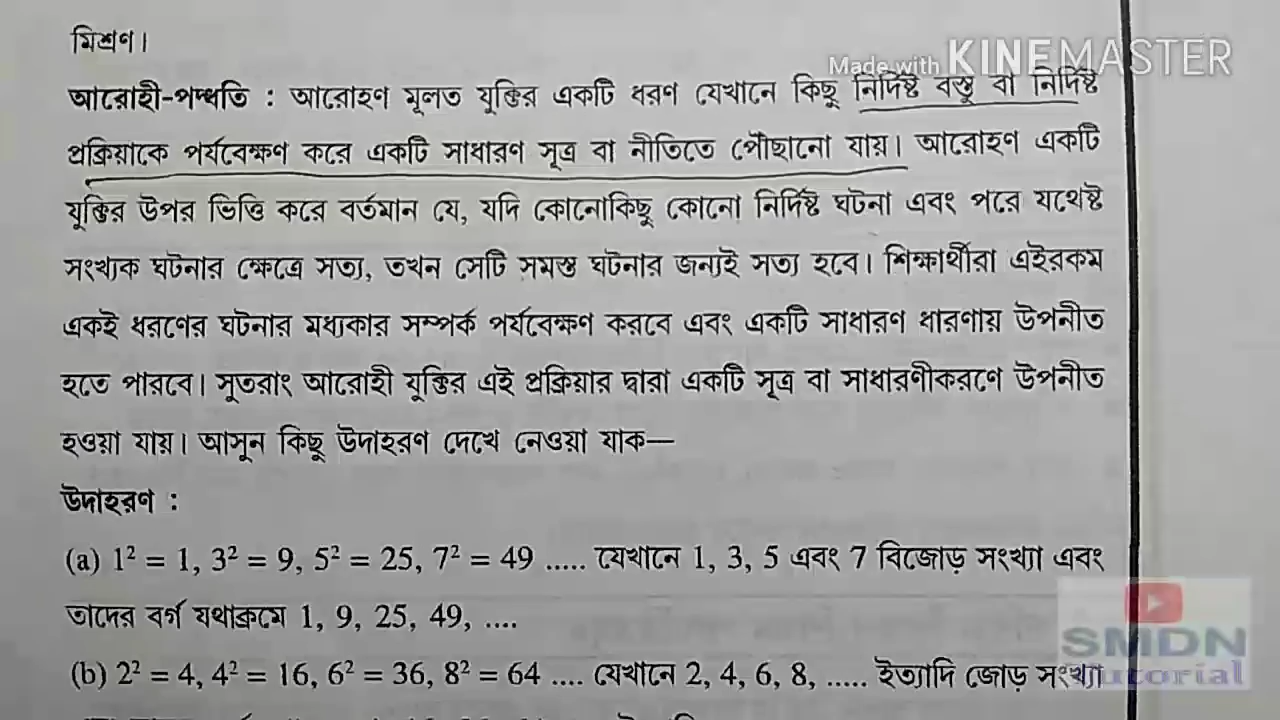 মিশ্রণ।
Made with KINEMASTER
আরোহী-পদ্ধতি : আরোহণ মূলত যুক্তির একটি ধরণ যেখানে কিছু নির্দিষ্ট বস্তু বা নির্দিষ্ট
প্রক্রিয়াকে পর্যবেক্ষণ করে একটি সাধারণ সূত্র বা নীতিতে পৌঁছানো যায়। আরোহণ একটি
যুক্তির উপর ভিত্তি করে বর্তমান যে, যদি কোনোকিছু কোনো নির্দিষ্ট ঘটনা এবং পরে যথেষ্ট
সংখ্যক ঘটনার ক্ষেত্রে সত্য, তখন সেটি সমস্ত ঘটনার জন্যই সত্য হবে। শিক্ষার্থীরা এইরকম
একই ধরণের ঘটনার মধ্যকার সম্পর্ক পর্যবেক্ষণ করবে এবং একটি সাধারণ ধারণায় উপনীত
হতে পারবে। সুতরাং আরোহী যুক্তির এই প্রক্রিয়ার দ্বারা একটি সূত্র বা সাধারণীকরণে উপনীত
হওয়া যায়। আসুন কিছু উদাহরণ দেখে নেওয়া যাক—
উদাহরণ :
(a) 1² = 1, 3² = 9, 5² = 25, 7² = 49 ..... যেখানে 1, 3, 5 এবং 7 বিজোড় সংখ্যা এবং
তাদের বর্গ যথাক্রমে 1, 9, 25, 49, ....
(b) 2² = 4, 4² = 16, 6² = 36, 8² = 64 .... যেখানে 2, 4, 6, 8, ..... ইত্যাদি জোড় সংখ্যা
SMDN
Tutorial